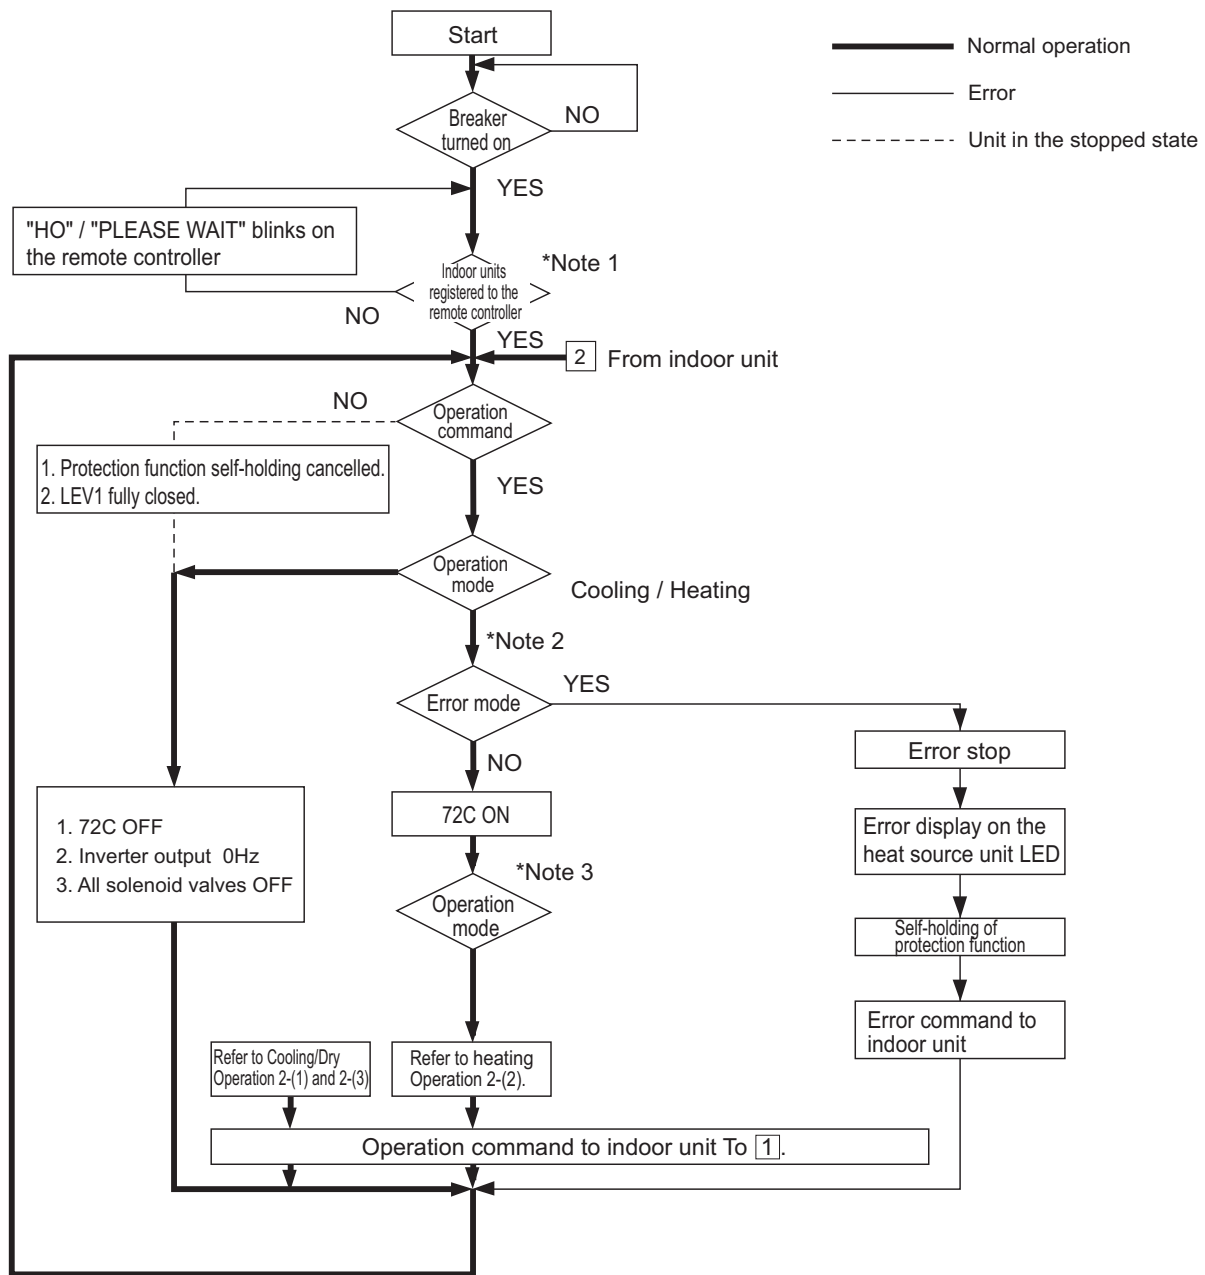 Start
Normal operation
Error
Unit in the stopped state
Breaker
turned on
NO
YES
"HO" / "PLEASE WAIT" blinks on
the remote controller
*Note 1
Indoor units
registered to the
remote controller
NO
YES
2 From indoor unit
NO
Operation
command
1. Protection function self-holding cancelled.
2. LEV1 fully closed.
YES
Operation
mode
Cooling / Heating
*Note 2
Error mode
YES
NO
Error stop
72C ON
Error display on the
heat source unit LED
1. 72C OFF
2. Inverter output 0Hz
3. All solenoid valves OFF
*Note 3
Operation
mode
Self-holding of
protection function
Error command to
indoor unit
Refer to Cooling/Dry
Operation 2-(1) and 2-(3)
Refer to heating
Operation 2-(2).
Operation command to indoor unit To 1.